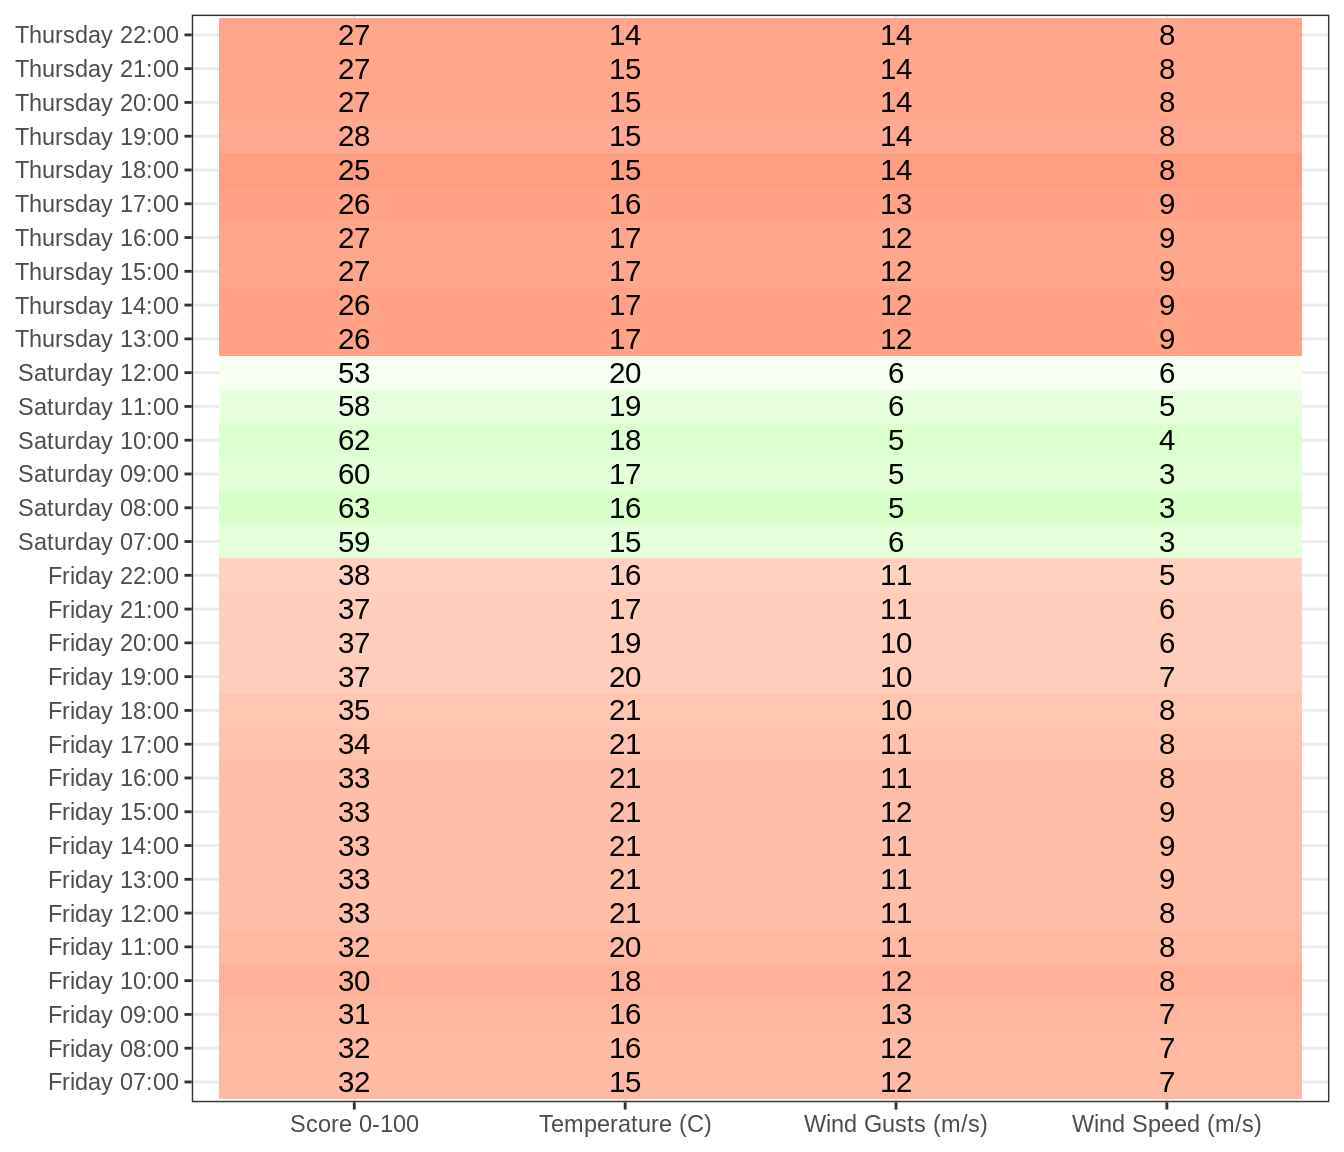 Thursday 22:00 27 14 14 8
Thursday 21:00 27 15 14 8
Thursday 20:00 27 15 14 8
Thursday 19:00 28 15 14 8
Thursday 18:00 25 15 14 8
Thursday 17:00 26 16 13 9
Thursday 16:00 27 17 12 9
Thursday 15:00 27 17 12 9
Thursday 14:00 26 17 12 9
Thursday 13:00 26 17 12 9
Saturday 12:00 53 20 6 6
Saturday 11:00 58 19 6 5
Saturday 10:00 62 18 5 4
Saturday 09:00 60 17 5 3
Saturday 08:00 63 16 5 3
Saturday 07:00 59 15 6 3
Friday 22:00 38 16 11 5
Friday 21:00 37 17 11 6
Friday 20:00 37 19 10 6
Friday 19:00 37 20 10 7
Friday 18:00 35 21 10 8
Friday 17:00 34 21 11 8
Friday 16:00 33 21 11 8
Friday 15:00 33 21 12 9
Friday 14:00 33 21 11 9
Friday 13:00 33 21 11 9
Friday 12:00 33 21 11 8
Friday 11:00 32 20 11 8
Friday 10:00 30 18 12 8
Friday 09:00 31 16 13 7
Friday 08:00 32 16 12 7
Friday 07:00 32 15 12 7
Score 0-100 Temperature (C) Wind Gusts (m/s) Wind Speed (m/s)